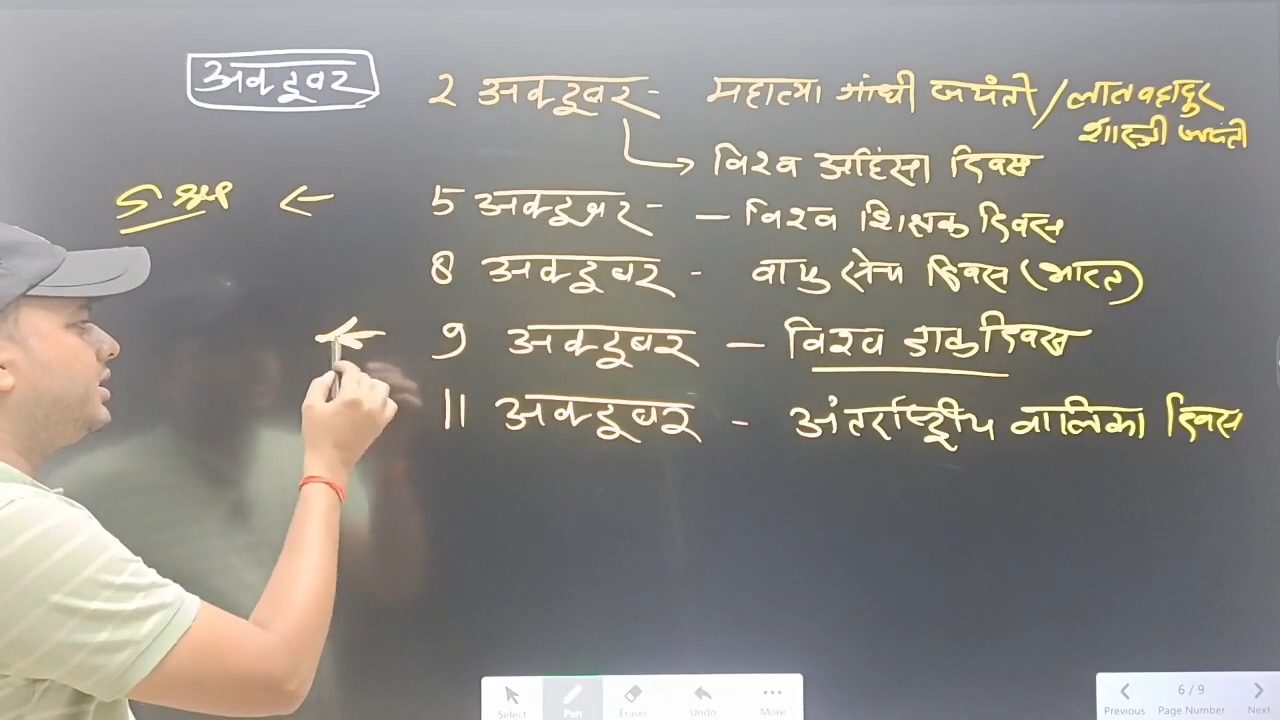 अक्टूबर
2 अक्टूबर - महात्मा गांधी जयंती / लाल बहादुर
शास्त्री जयंती
→ विश्व अहिंसा दिवस
5 अक्टूबर - – विश्व शिक्षक दिवस
8 अक्टूबर - वायु सेना दिवस (भारत)
9 अक्टूबर – विश्व डाक दिवस
11 अक्टूबर - अंतर्राष्ट्रीय बालिका दिवस
Select Pen Eraser Undo More
6 / 9
Previous Page Number Next